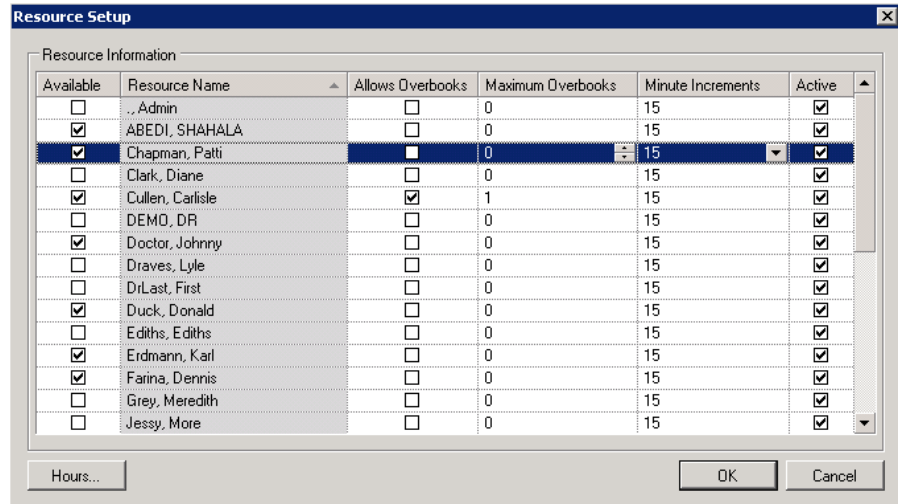 Resource Setup
Resource Information
Available Resource Name Allows Overbooks Maximum Overbooks Minute Increments Active
., Admin 0 15
ABEDI, SHAHALA 0 15
Chapman, Patti 0 15
Clark, Diane 0 15
Cullen, Carlisle 1 15
DEMO, DR 0 15
Doctor, Johnny 0 15
Draves, Lyle 0 15
DrLast, First 0 15
Duck, Donald 0 15
Ediths, Ediths 0 15
Erdmann, Karl 0 15
Farina, Dennis 0 15
Grey, Meredith 0 15
Jessy, More 0 15
Hours... OK Cancel